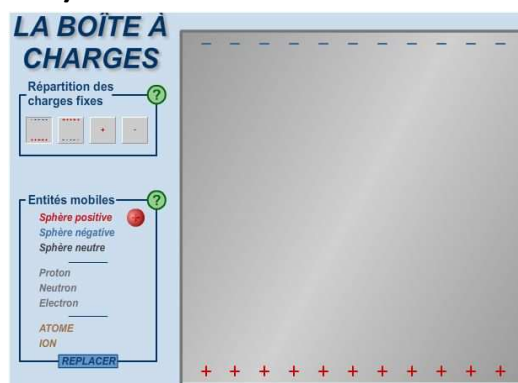 LA BOÎTE À
CHARGES
Répartition des
charges fixes
?
- - - - - - - - - - -
Entités mobiles
?
Sphère positive
+
Sphère négative
Sphère neutre
Proton
Neutron
Electron
ATOME
ION
REPLACER
+ + + + + + + + + + +